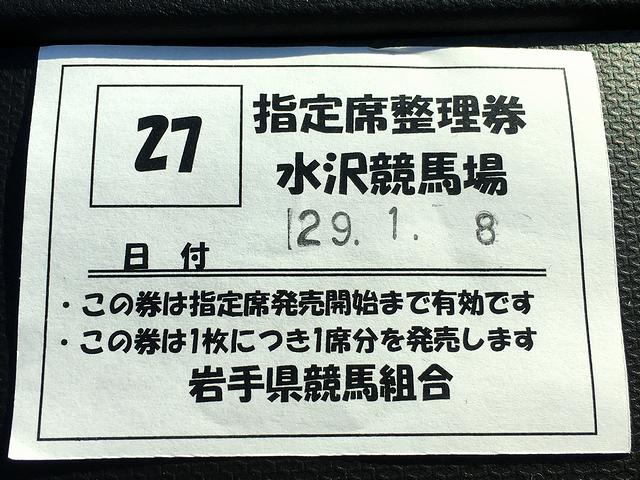 27
指定席整理券
水沢競馬場
29. 1. 8
日 付
・この券は指定席発売開始まで有効です
・この券は1枚につき1席分を発売します
岩手県競馬組合